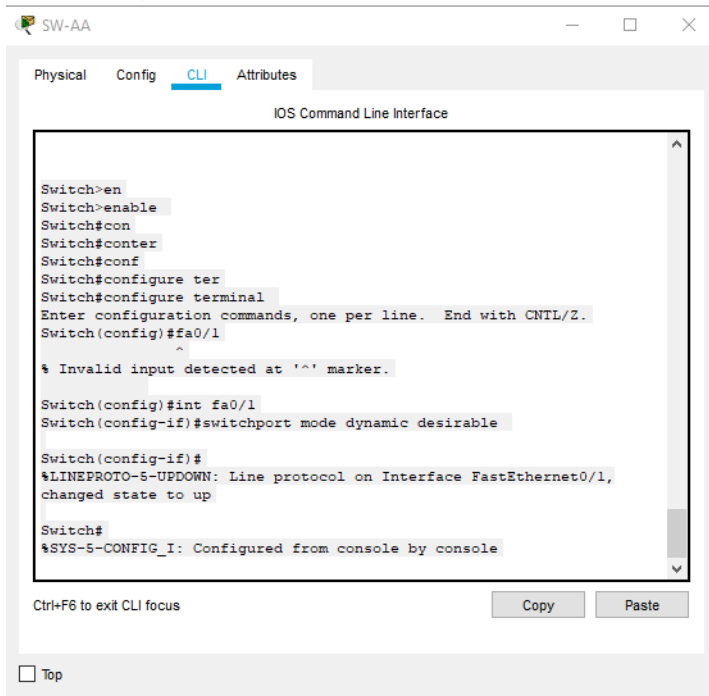 SW-AA
Physical Config CLI Attributes
IOS Command Line Interface
Switch>en
Switch>enable
Switch#con
Switch#conter
Switch#conf
Switch#configure ter
Switch#configure terminal
Enter configuration commands, one per line. End with CNTL/Z.
Switch(config)#fa0/1
^
% Invalid input detected at '^' marker.
Switch(config)#int fa0/1
Switch(config-if)#switchport mode dynamic desirable
Switch(config-if)#
%LINEPROTO-5-UPDOWN: Line protocol on Interface FastEthernet0/1,
changed state to up
Switch#
%SYS-5-CONFIG_I: Configured from console by console
Ctrl+F6 to exit CLI focus
Copy Paste
Top